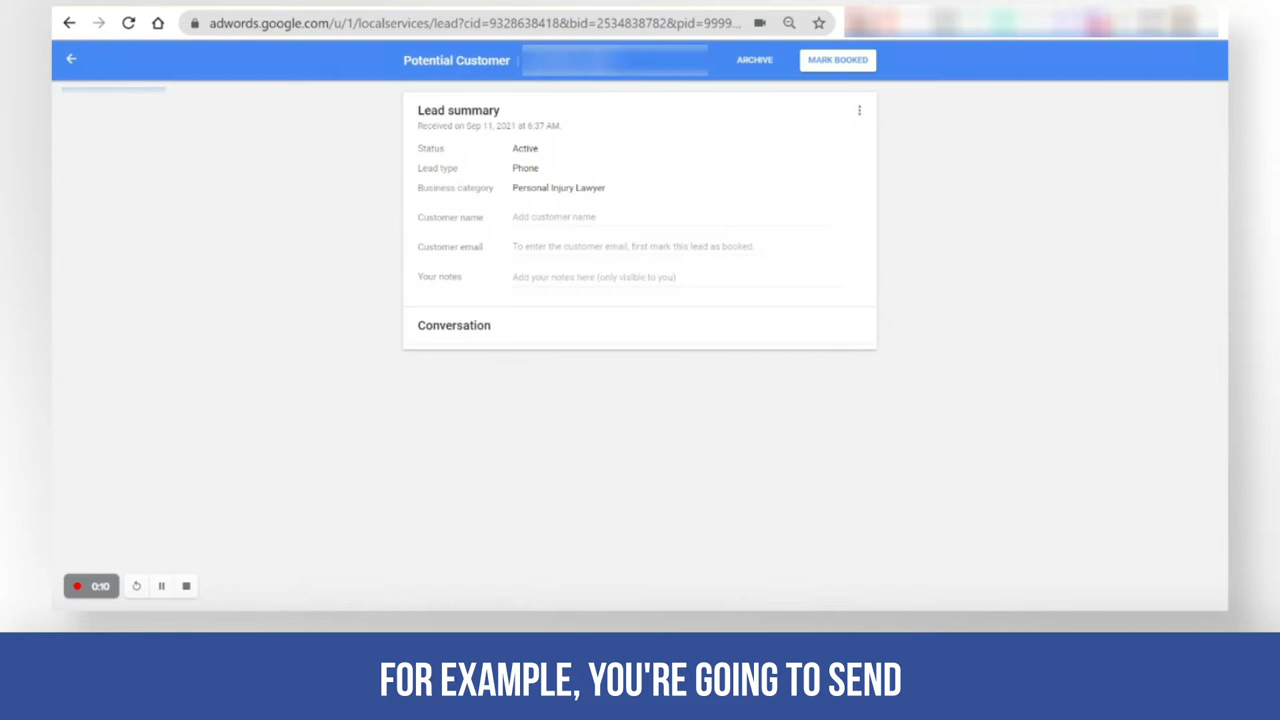 adwords.google.com/u/1/localservices/lead?cid=9328638418&bid=2534838782&pid=9999...
Potential Customer
ARCHIVE
MARK BOOKED
Lead summary
Received on Sep 11, 2021 at 6:37 AM.
Status Active
Lead type Phone
Business category Personal Injury Lawyer
Customer name Add customer name
Customer email To enter the customer email, first mark this lead as booked.
Your notes Add your notes here (only visible to you)
Conversation
0:10
FOR EXAMPLE, YOU'RE GOING TO SEND